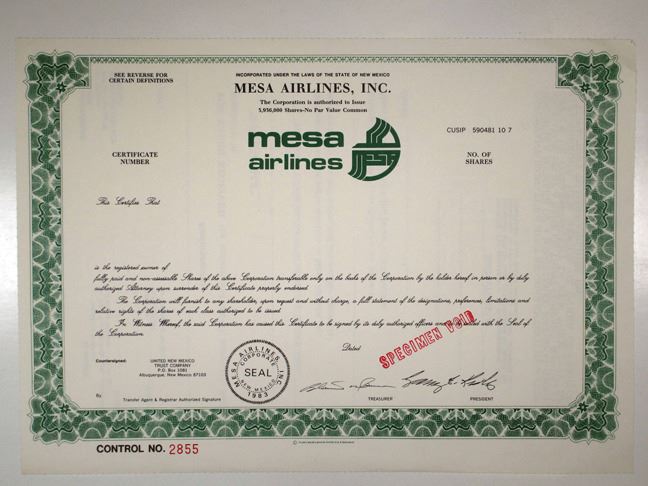 SEE REVERSE FOR
CERTAIN DEFINITIONS
INCORPORATED UNDER THE LAWS OF THE STATE OF NEW MEXICO
MESA AIRLINES, INC.
The Corporation is authorized to Issue
5,936,000 Shares-No Par Value Common
mesa
airlines
CUSIP 590481 10 7
CERTIFICATE
NUMBER
NO. OF
SHARES
This Certifies That
is the registered owner of
fully paid and non-assessable Shares of the above Corporation transferable only on the books of the Corporation by the holder hereof in person or by duly
authorized Attorney upon surrender of this Certificate properly endorsed.
The Corporation will furnish to any shareholder, upon request and without charge, a full statement of the designations, preferences, limitations and
relative rights of the shares of each class authorized to be issued.
In Witness Whereof, the said Corporation has caused this Certificate to be signed by its duly authorized officers and sealed with the Seal of
the Corporation.
Dated
SPECIMEN VOID
Countersigned:
UNITED NEW MEXICO
TRUST COMPANY
P.O. Box 1081
Albuquerque, New Mexico 87103
By
Transfer Agent & Registrar Authorized Signature
MESA AIRLINES INC
CORPORATE
SEAL
NEW MEXICO
1983
TREASURER
PRESIDENT
CONTROL NO. 2855